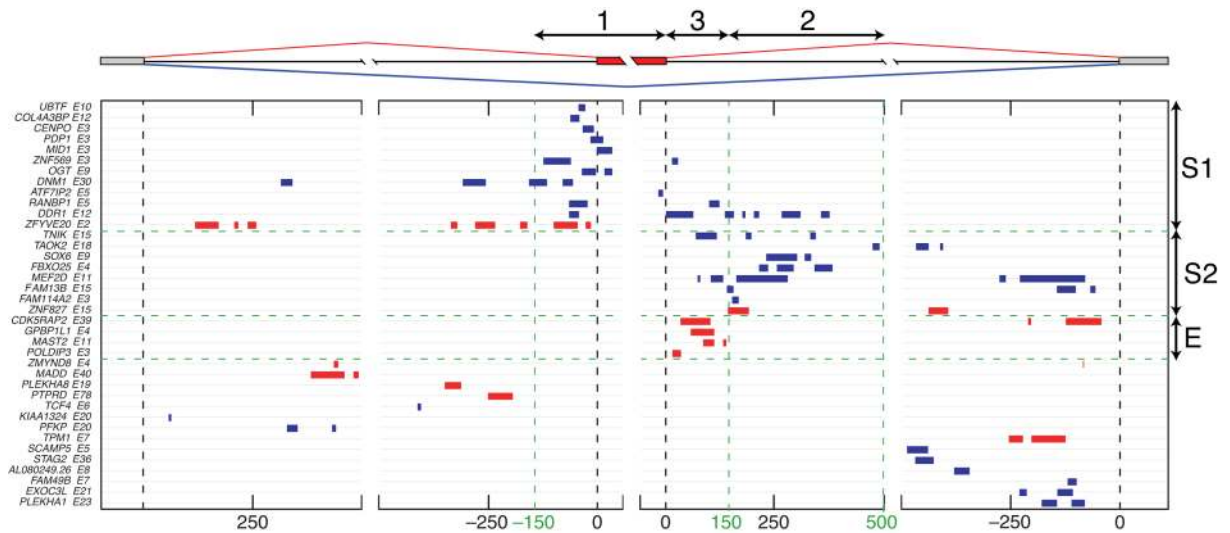 1 3 2
UBTF E10
COL4A3BP E12
CENPO E3
PDP1 E3
MID1 E3
ZNF569 E3
OGT E9
DNM1 E30
ATF7IP2 E5
RANBP1 E5
DDR1 E12
ZFYVE20 E2
S1
TNIK E15
TAOK2 E18
SOX6 E9
FBXO25 E4
MEF2D E11
FAM13B E15
FAM114A2 E3
ZNF827 E15
S2
CDK5RAP2 E39
GPBP1L1 E4
MAST2 E11
POLDIP3 E3
E
ZMYND8 E4
MADD E40
PLEKHA8 E19
PTPRD E78
TCF4 E6
KIAA1324 E20
PFKP E20
TPM1 E7
SCAMP5 E5
STAG2 E36
AL080249.26 E8
FAM49B E7
EXOC3L E21
PLEKHA1 E23
250 −250 −150 0 0 150 250 500 −250 0